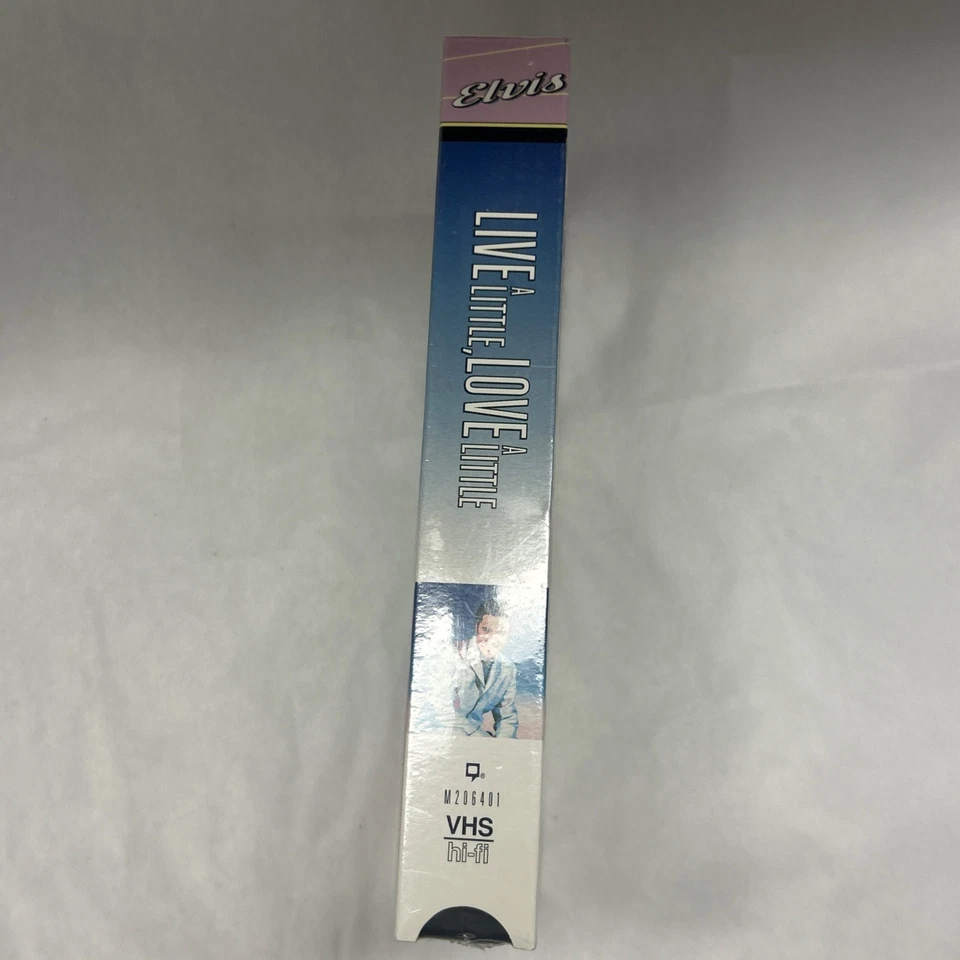 Elvis
LIVE A LITTLE, LOVE A LITTLE
®
M206401
VHS
hi-fi